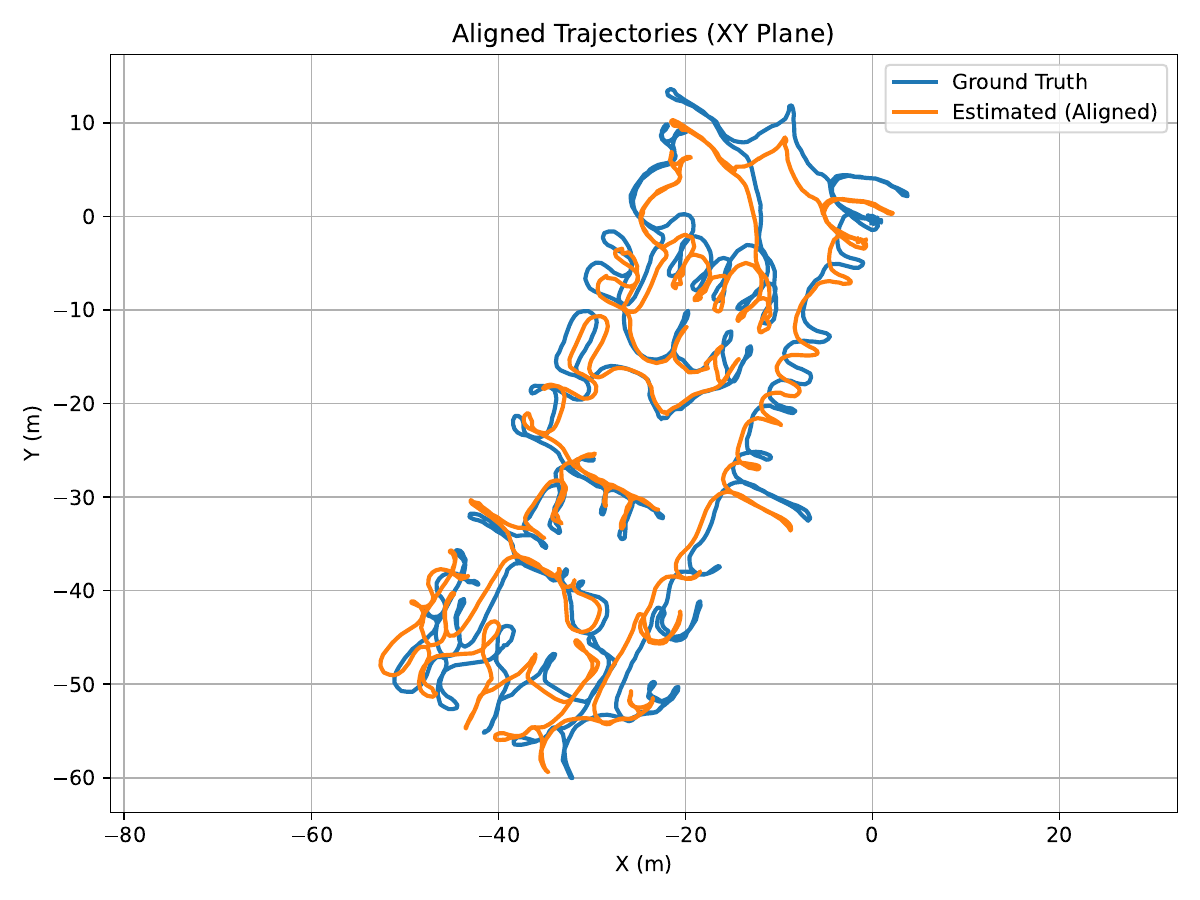 Aligned Trajectories (XY Plane)
Ground Truth
Estimated (Aligned)
10
0
−10
−20
−30
−40
−50
−60
Y (m)
−80
−60
−40
−20
0
20
X (m)